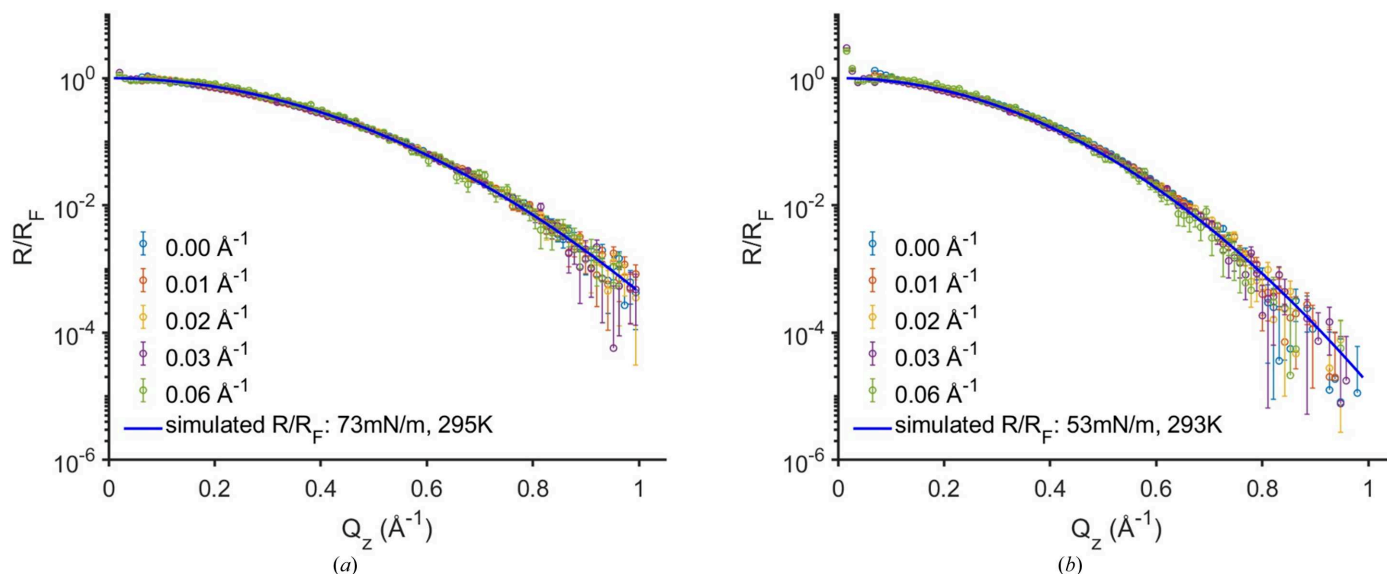 R/R_F
10^0
10^-2
10^-4
10^-6
0.00 Å^-1
0.01 Å^-1
0.02 Å^-1
0.03 Å^-1
0.06 Å^-1
simulated R/R_F: 73mN/m, 295K
0 0.2 0.4 0.6 0.8 1
Q_z (Å^-1)
(a)
R/R_F
10^0
10^-2
10^-4
10^-6
0.00 Å^-1
0.01 Å^-1
0.02 Å^-1
0.03 Å^-1
0.06 Å^-1
simulated R/R_F: 53mN/m, 293K
0 0.2 0.4 0.6 0.8 1
Q_z (Å^-1)
(b)